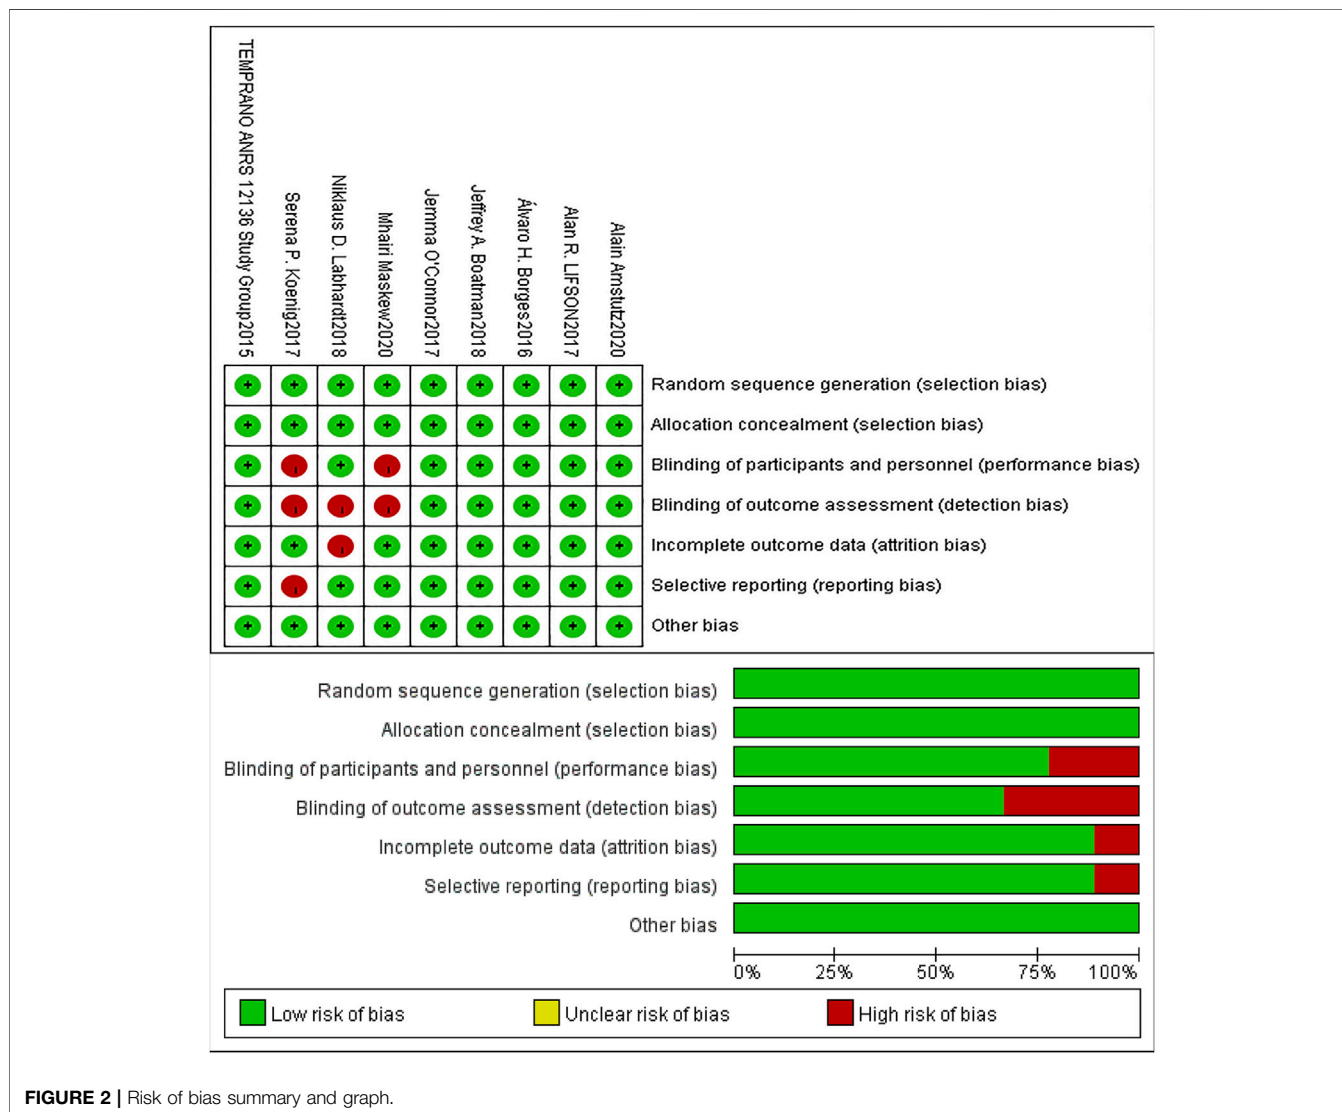 TEMPRANO ANRS 12136 Study Group2015
Serena P. Koenig2017
Niklaus D. Labhardt2018
Mhairi Maskew2020
Jemma O'Connor2017
Jeffrey A. Boatman2018
Álvaro H. Borges2016
Alan R. LIFSON2017
Alain Amstutz2020
+ + + + + + + + + Random sequence generation (selection bias)
+ + + + + + + + + Allocation concealment (selection bias)
+ - + - + + + + + Blinding of participants and personnel (performance bias)
+ - - - + + + + + Blinding of outcome assessment (detection bias)
+ + - + + + + + + Incomplete outcome data (attrition bias)
+ - + + + + + + + Selective reporting (reporting bias)
+ + + + + + + + + Other bias
Random sequence generation (selection bias)
Allocation concealment (selection bias)
Blinding of participants and personnel (performance bias)
Blinding of outcome assessment (detection bias)
Incomplete outcome data (attrition bias)
Selective reporting (reporting bias)
Other bias
0% 25% 50% 75% 100%
Low risk of bias Unclear risk of bias High risk of bias
FIGURE 2 | Risk of bias summary and graph.